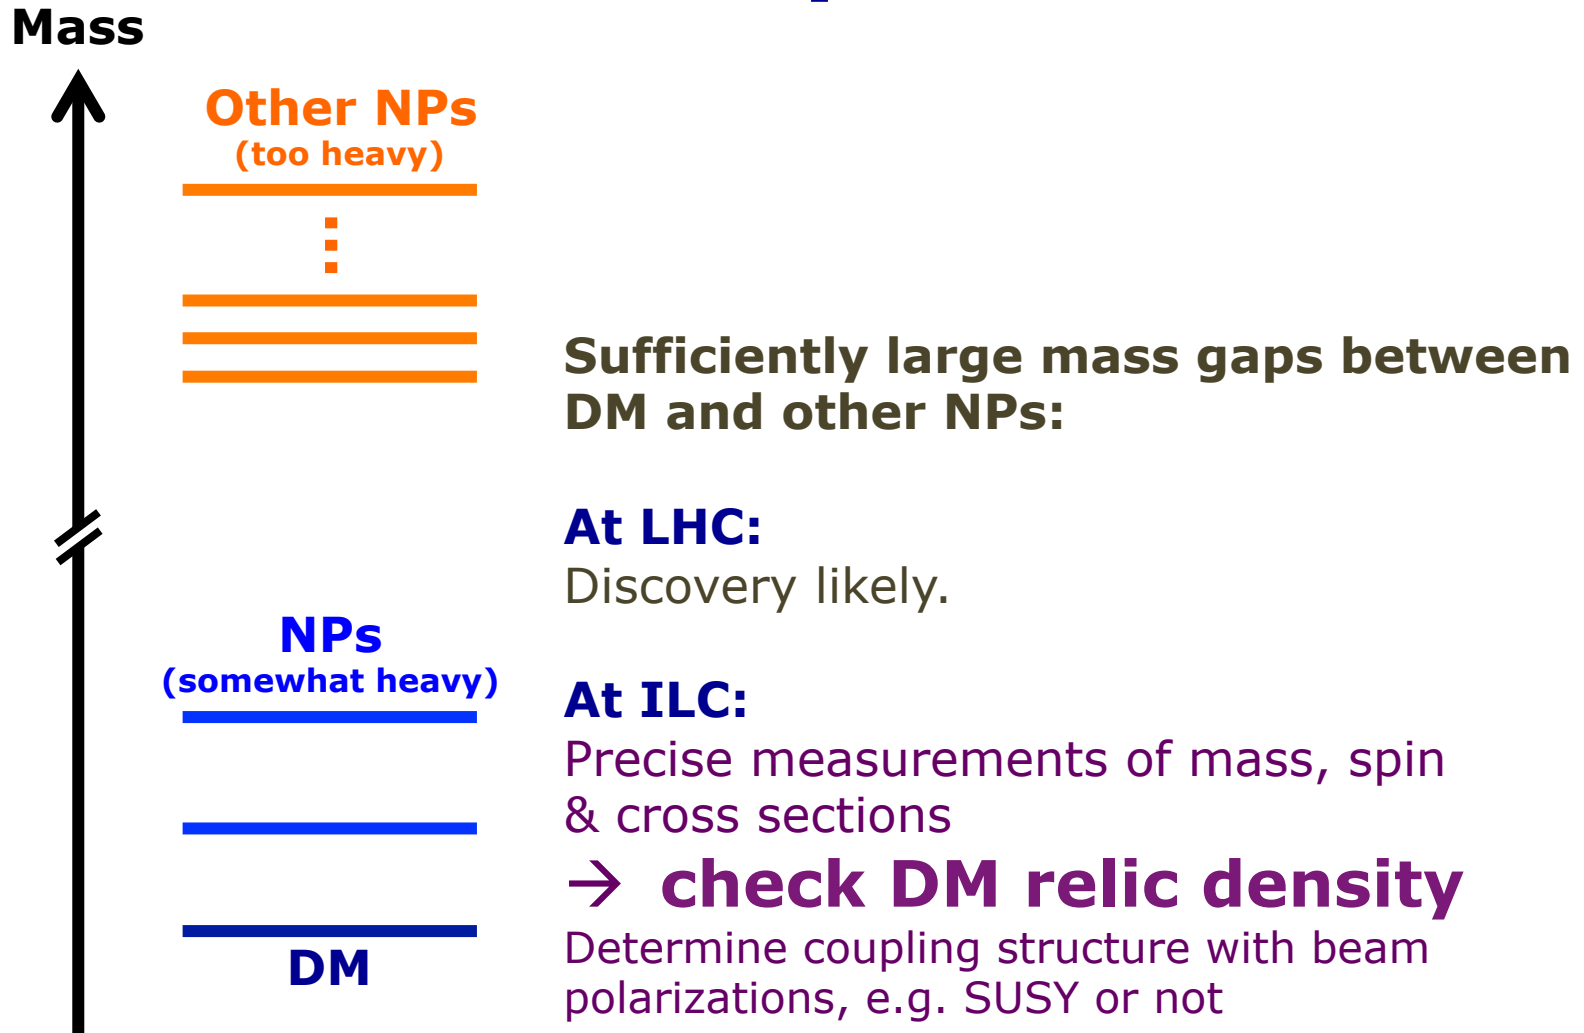 Mass
Other NPs
(too heavy)
Sufficiently large mass gaps between
DM and other NPs:
At LHC:
Discovery likely.
NPs
(somewhat heavy)
At ILC:
Precise measurements of mass, spin
& cross sections
→ check DM relic density
DM
Determine coupling structure with beam
polarizations, e.g. SUSY or not